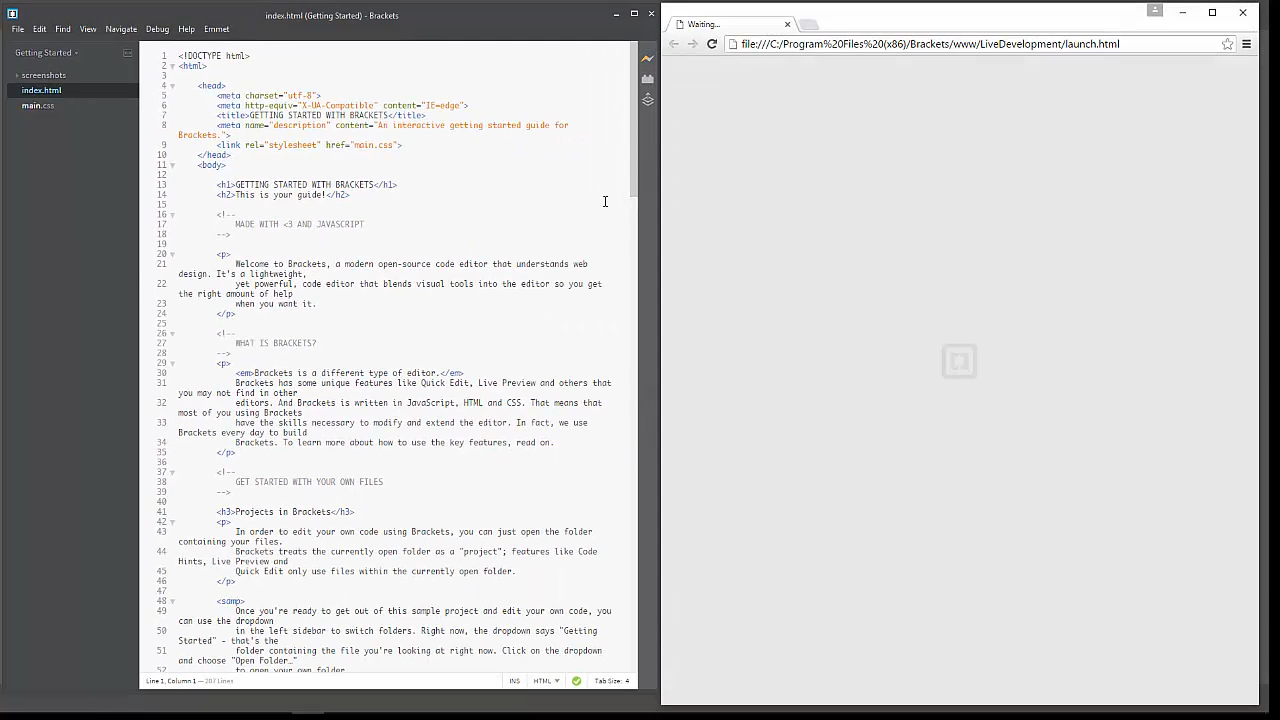 index.html (Getting Started) - Brackets
File Edit Find View Navigate Debug Help Emmet
Getting Started
screenshots
index.html
main.css
1 <!DOCTYPE html>
2 <html>
3
4 <head>
5 <meta charset="utf-8">
6 <meta http-equiv="X-UA-Compatible" content="IE=edge">
7 <title>GETTING STARTED WITH BRACKETS</title>
8 <meta name="description" content="An interactive getting started guide for
Brackets.">
9 <link rel="stylesheet" href="main.css">
10 </head>
11 <body>
12
13 <h1>GETTING STARTED WITH BRACKETS</h1>
14 <h2>This is your guide!</h2>
15
16 <!--
17 MADE WITH <3 AND JAVASCRIPT
18 -->
19
20 <p>
21 Welcome to Brackets, a modern open-source code editor that understands web
design. It's a lightweight,
22 yet powerful, code editor that blends visual tools into the editor so you get
the right amount of help
23 when you want it.
24 </p>
25
26 <!--
27 WHAT IS BRACKETS?
28 -->
29 <p>
30 <em>Brackets is a different type of editor.</em>
31 Brackets has some unique features like Quick Edit, Live Preview and others that
you may not find in other
32 editors. And Brackets is written in JavaScript, HTML and CSS. That means that
most of you using Brackets
33 have the skills necessary to modify and extend the editor. In fact, we use
Brackets every day to build
34 Brackets. To learn more about how to use the key features, read on.
35 </p>
36
37 <!--
38 GET STARTED WITH YOUR OWN FILES
39 -->
40
41 <h3>Projects in Brackets</h3>
42 <p>
43 In order to edit your own code using Brackets, you can just open the folder
containing your files.
44 Brackets treats the currently open folder as a "project"; features like Code
Hints, Live Preview and
45 Quick Edit only use files within the currently open folder.
46 </p>
47
48 <samp>
49 Once you're ready to get out of this sample project and edit your own code, you
can use the dropdown
50 in the left sidebar to switch folders. Right now, the dropdown says "Getting
Started" - that's the
51 folder containing the file you're looking at right now. Click on the dropdown
and choose "Open Folder…"
52 to open your own folder.
Line 1, Column 1 — 207 Lines
INS HTML Tab Size: 4
Waiting...
file:///C:/Program%20Files%20(x86)/Brackets/www/LiveDevelopment/launch.html